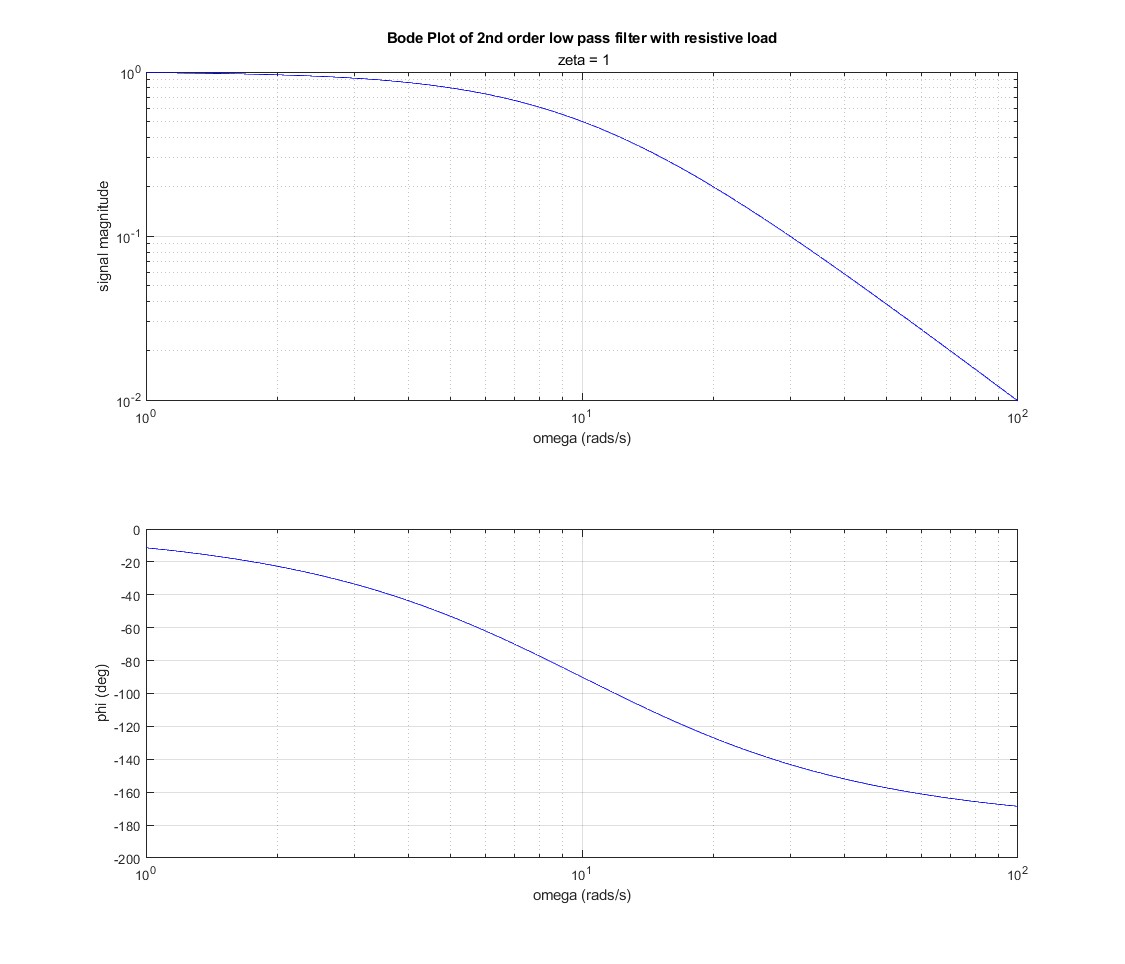 Bode Plot of 2nd order low pass filter with resistive load
zeta = 1
10^0
10^-1
10^-2
signal magnitude
10^0 10^1 10^2
omega (rads/s)
0
-20
-40
-60
-80
-100
-120
-140
-160
-180
-200
phi (deg)
10^0 10^1 10^2
omega (rads/s)